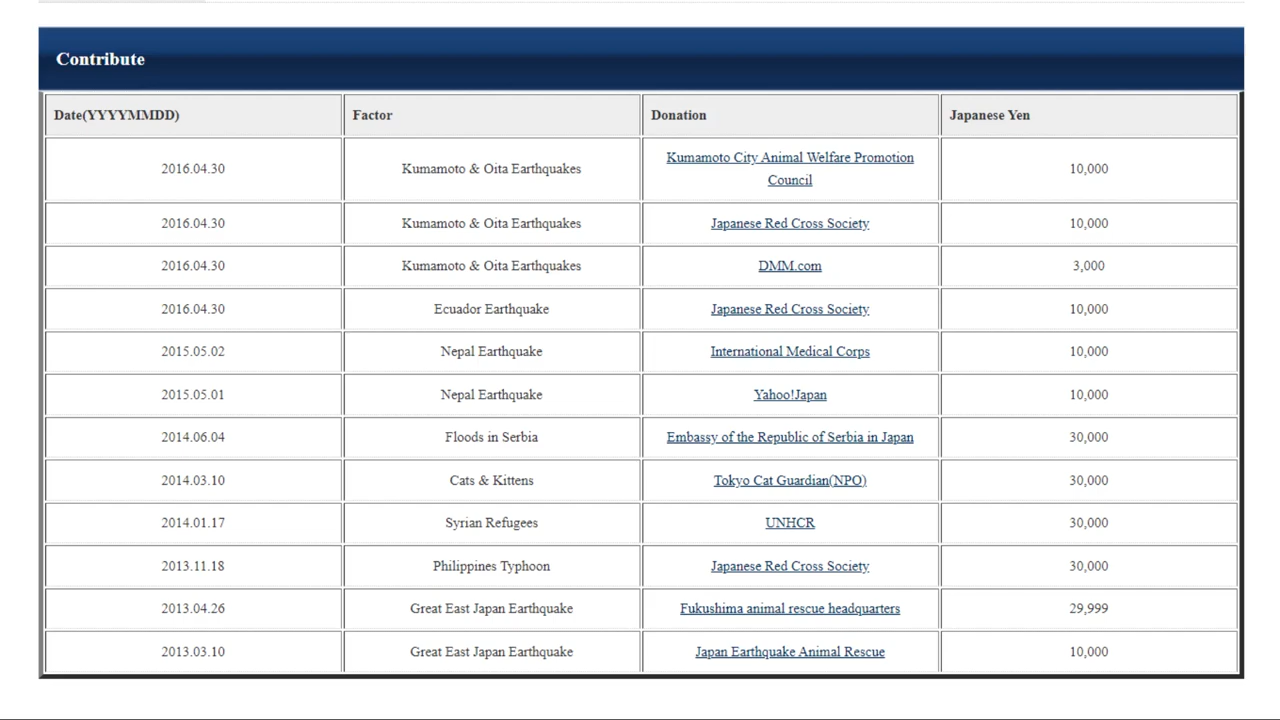 Contribute
Date(YYYYMMDD) Factor Donation Japanese Yen
2016.04.30 Kumamoto & Oita Earthquakes Kumamoto City Animal Welfare Promotion Council 10,000
2016.04.30 Kumamoto & Oita Earthquakes Japanese Red Cross Society 10,000
2016.04.30 Kumamoto & Oita Earthquakes DMM.com 3,000
2016.04.30 Ecuador Earthquake Japanese Red Cross Society 10,000
2015.05.02 Nepal Earthquake International Medical Corps 10,000
2015.05.01 Nepal Earthquake Yahoo!Japan 10,000
2014.06.04 Floods in Serbia Embassy of the Republic of Serbia in Japan 30,000
2014.03.10 Cats & Kittens Tokyo Cat Guardian(NPO) 30,000
2014.01.17 Syrian Refugees UNHCR 30,000
2013.11.18 Philippines Typhoon Japanese Red Cross Society 30,000
2013.04.26 Great East Japan Earthquake Fukushima animal rescue headquarters 29,999
2013.03.10 Great East Japan Earthquake Japan Earthquake Animal Rescue 10,000